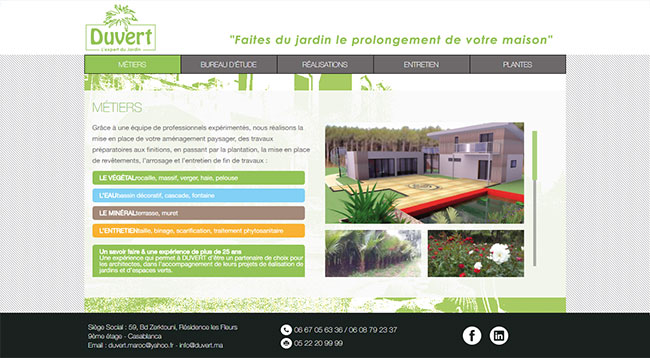 Duvert
L'expert du Jardin
"Faites du jardin le prolongement de votre maison"
MÉTIERS
BUREAU D'ÉTUDE
RÉALISATIONS
ENTRETIEN
PLANTES
MÉTIERS
Grâce à une équipe de professionnels expérimentés, nous réalisons la
mise en place de votre aménagement paysager, des travaux
préparatoires aux finitions, en passant par la plantation, la mise en place
de revêtements, l'arrosage et l'entretien de fin de travaux :
LE VÉGÉTAL rocaille, massif, verger, haie, pelouse
L'EAU bassin décoratif, cascade, fontaine
LE MINÉRAL terrasse, muret
L'ENTRETIEN taille, binage, scarification, traitement phytosanitaire
Un savoir faire & une expérience de plus de 25 ans
Une expérience qui permet à DUVERT d'être un partenaire de choix pour
les architectes, dans l'accompagnement de leurs projets de éalisation de
jardins et d'espaces verts.
Siège Social : 59, Bd Zerktouni, Résidence les Fleurs
9ème étage - Casablanca
Email : duvert.maroc@yahoo.fr - info@duvert.ma
06 67 05 63 36 / 06 08 79 23 37
05 22 20 99 99
f
in